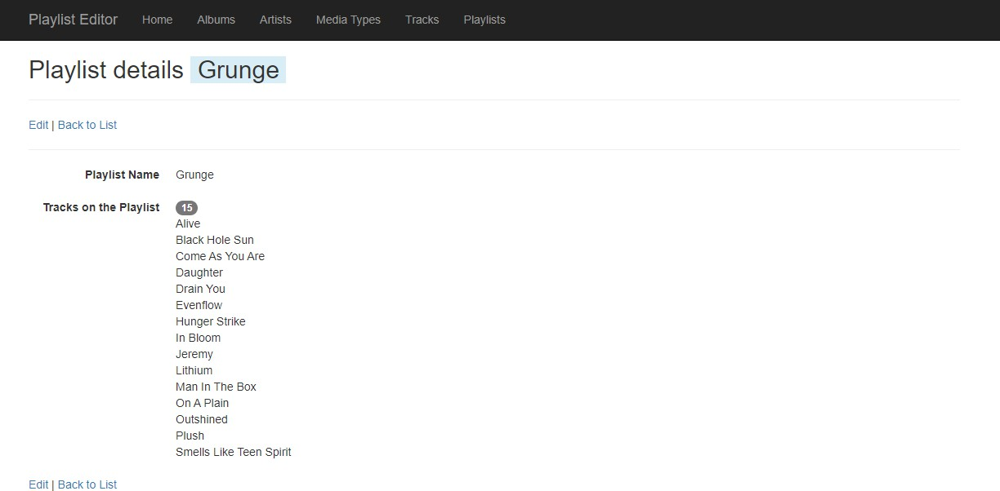 Playlist Editor Home Albums Artists Media Types Tracks Playlists
Playlist details Grunge
Edit | Back to List
Playlist Name Grunge
Tracks on the Playlist 15
Alive
Black Hole Sun
Come As You Are
Daughter
Drain You
Evenflow
Hunger Strike
In Bloom
Jeremy
Lithium
Man In The Box
On A Plain
Outshined
Plush
Smells Like Teen Spirit
Edit | Back to List